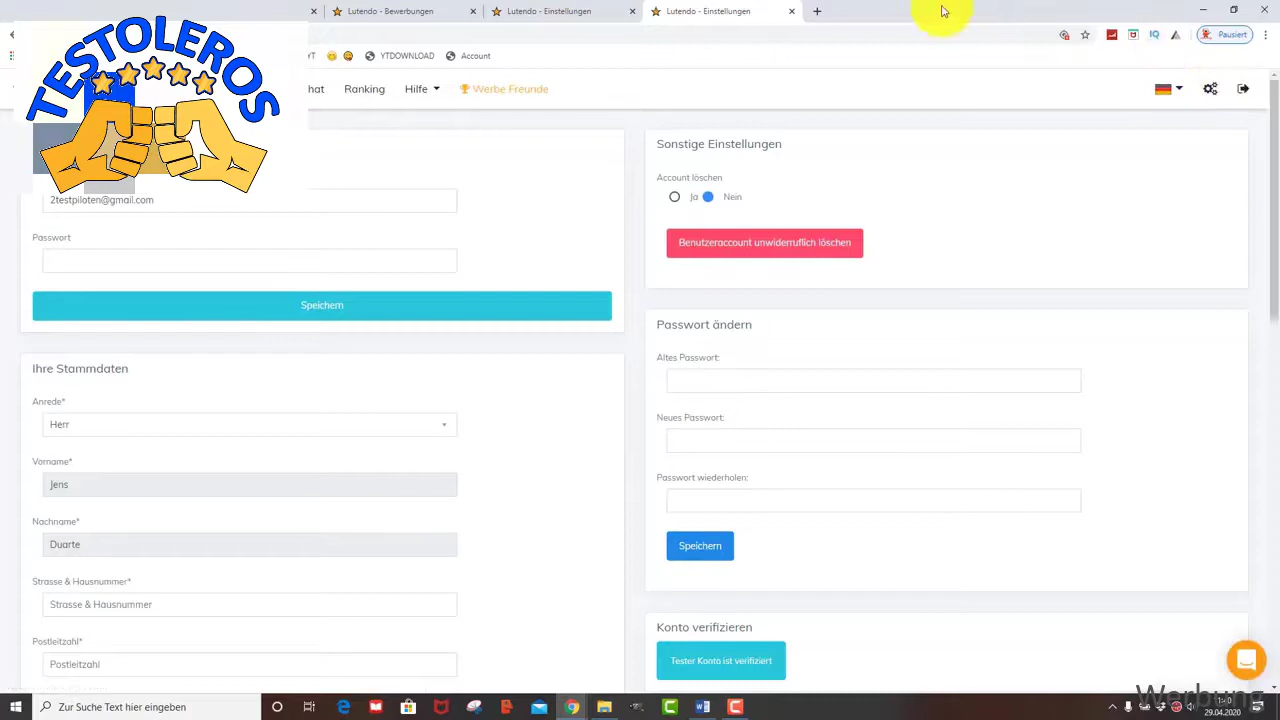 Lutendo - Bewerbungen
Lutendo - Einstellungen
Lutendo - Einstellungen
Pausiert
YT
YTDOWNLOAD
Account
TESTOLEROS
hat
Ranking
Hilfe
Werbe Freunde
2testpiloten@gmail.com
Passwort
Speichern
Ihre Stammdaten
Anrede*
Herr
Vorname*
Jens
Nachname*
Duarte
Strasse & Hausnummer*
Strasse & Hausnummer
Postleitzahl*
Postleitzahl
Sonstige Einstellungen
Account löschen
Ja
Nein
Benutzeraccount unwiderruflich löschen
Passwort ändern
Altes Passwort:
Neues Passwort:
Passwort wiederholen:
Speichern
Konto verifizieren
Tester Konto ist verifiziert
Werbung
Zur Suche Text hier eingeben
29.04.2020